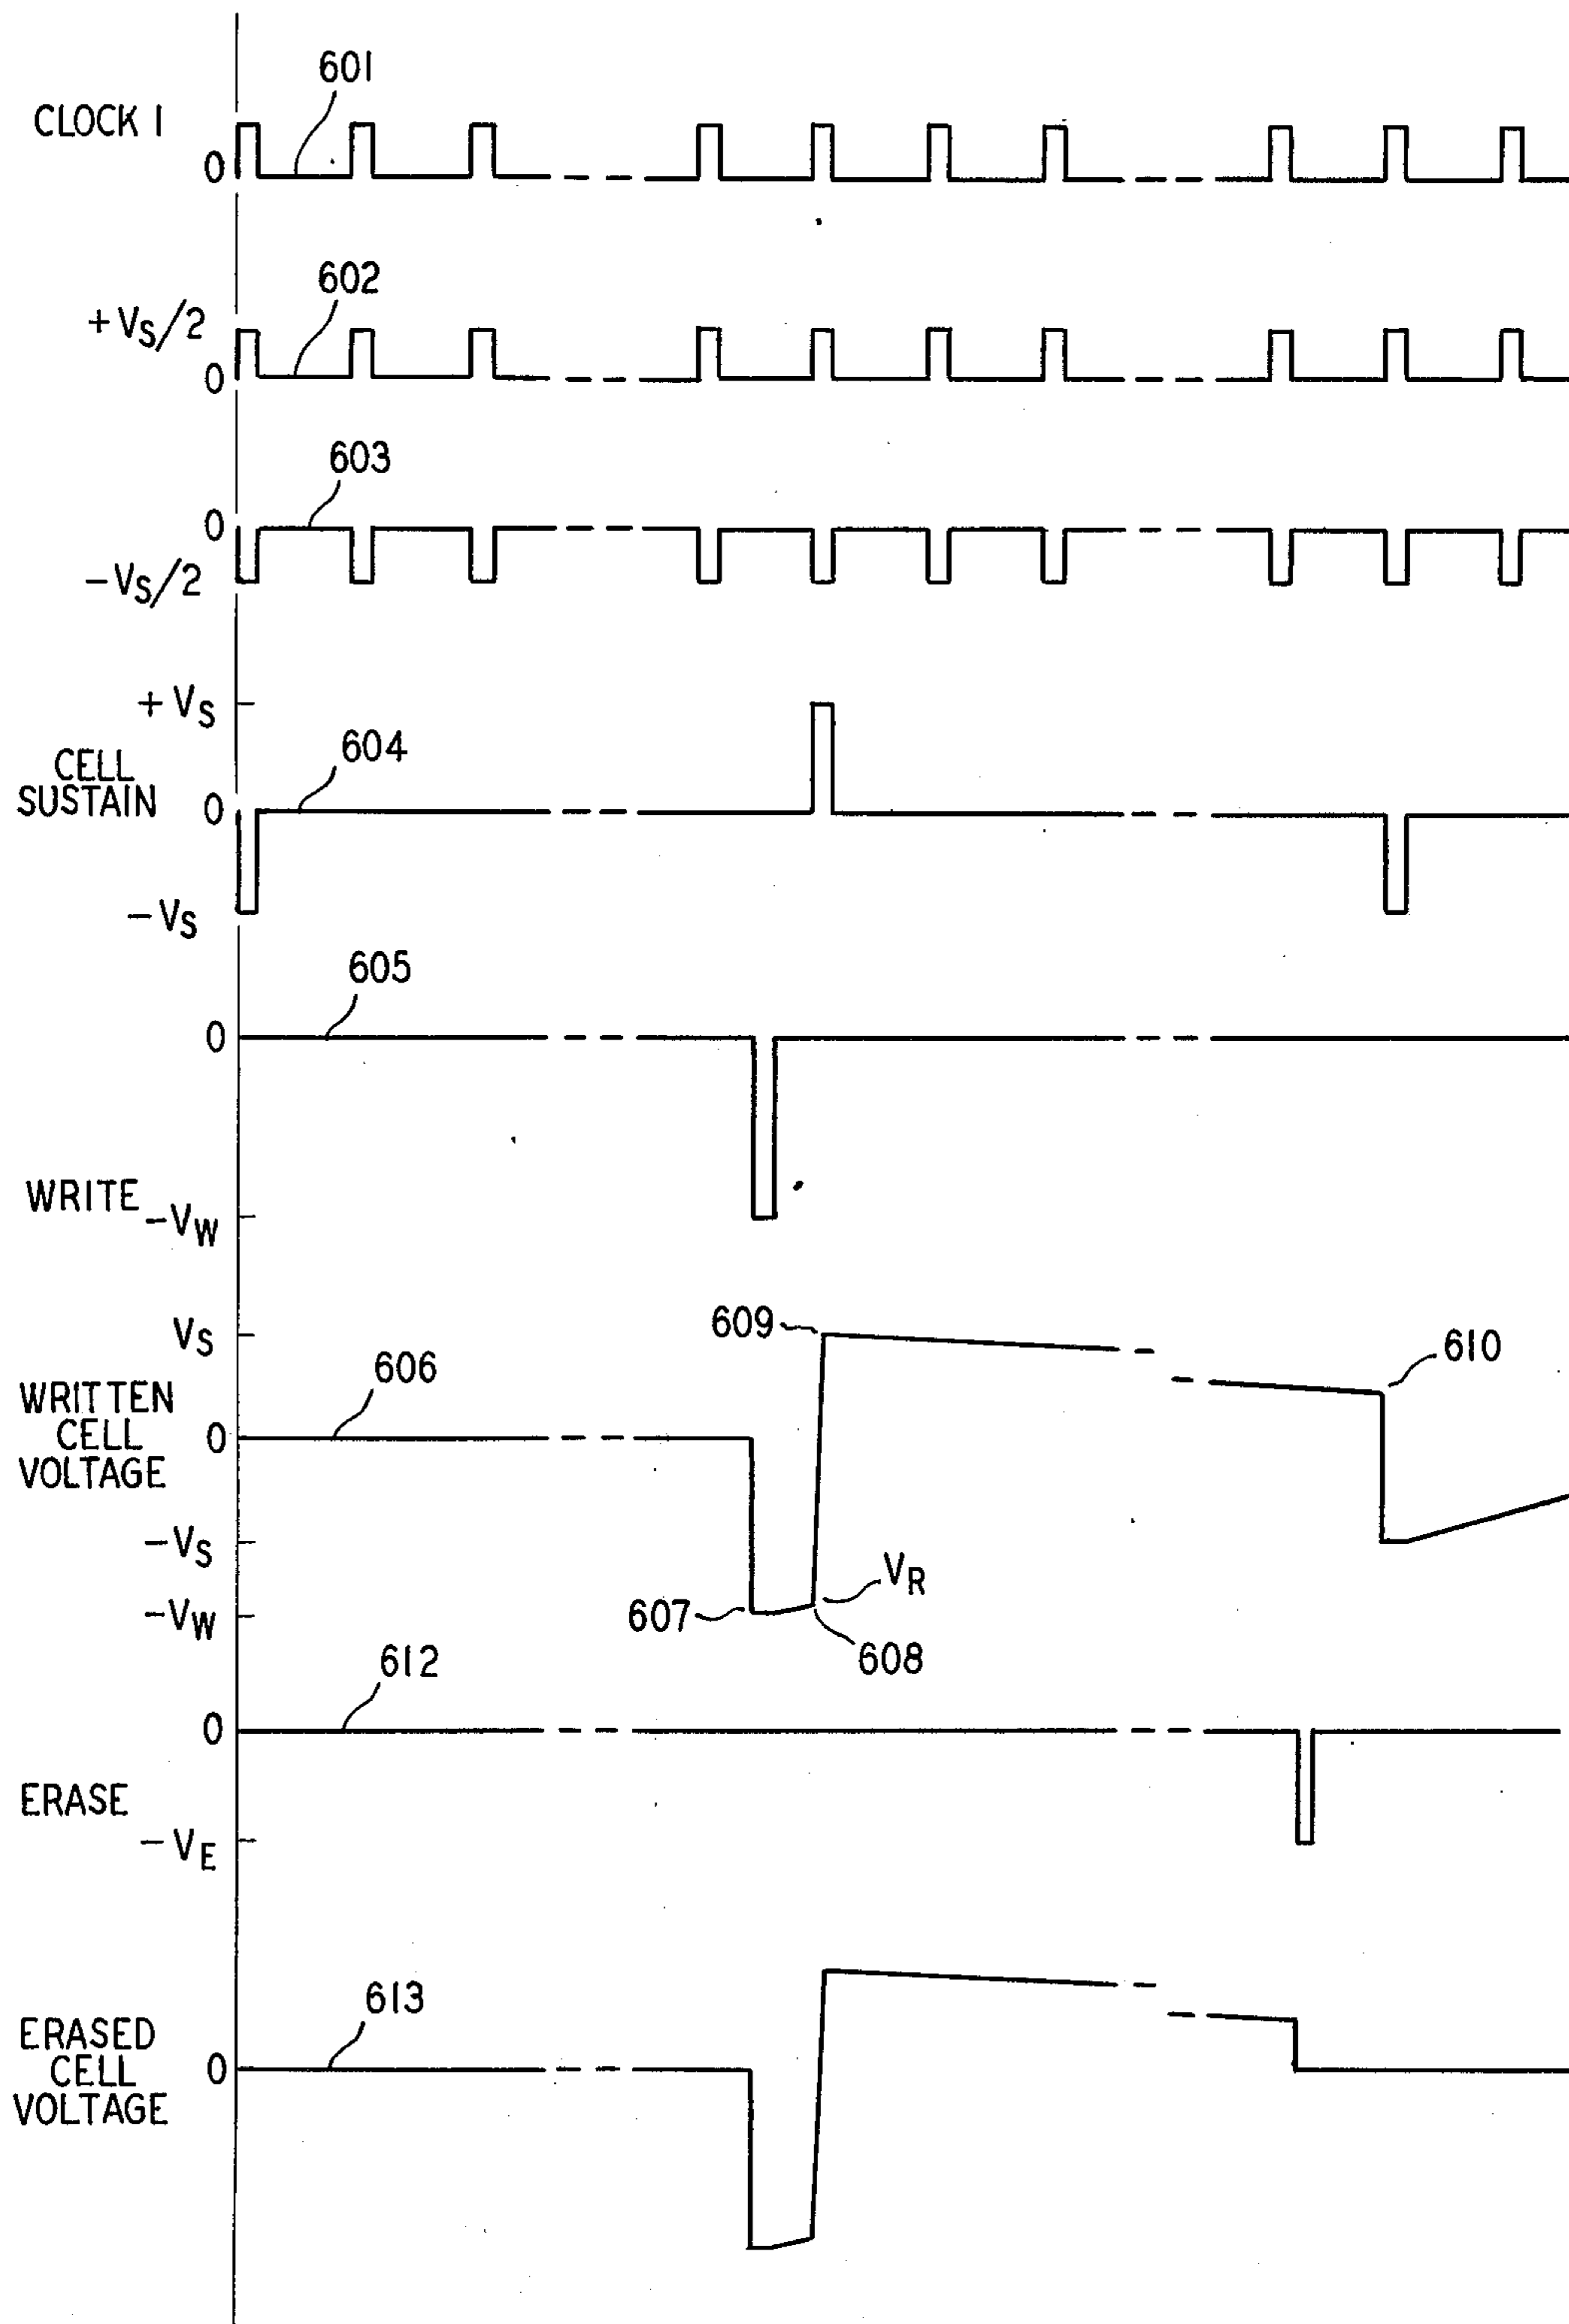 601
CLOCK 1
0
602
+VS/2
0
603
0
-VS/2
+VS
604
CELL
SUSTAIN
0
-VS
605
0
WRITE
-VW
609
VS
610
606
WRITTEN
CELL
VOLTAGE
0
-VS
VR
-VW
607
608
612
0
ERASE
-VE
613
ERASED
CELL
VOLTAGE
0